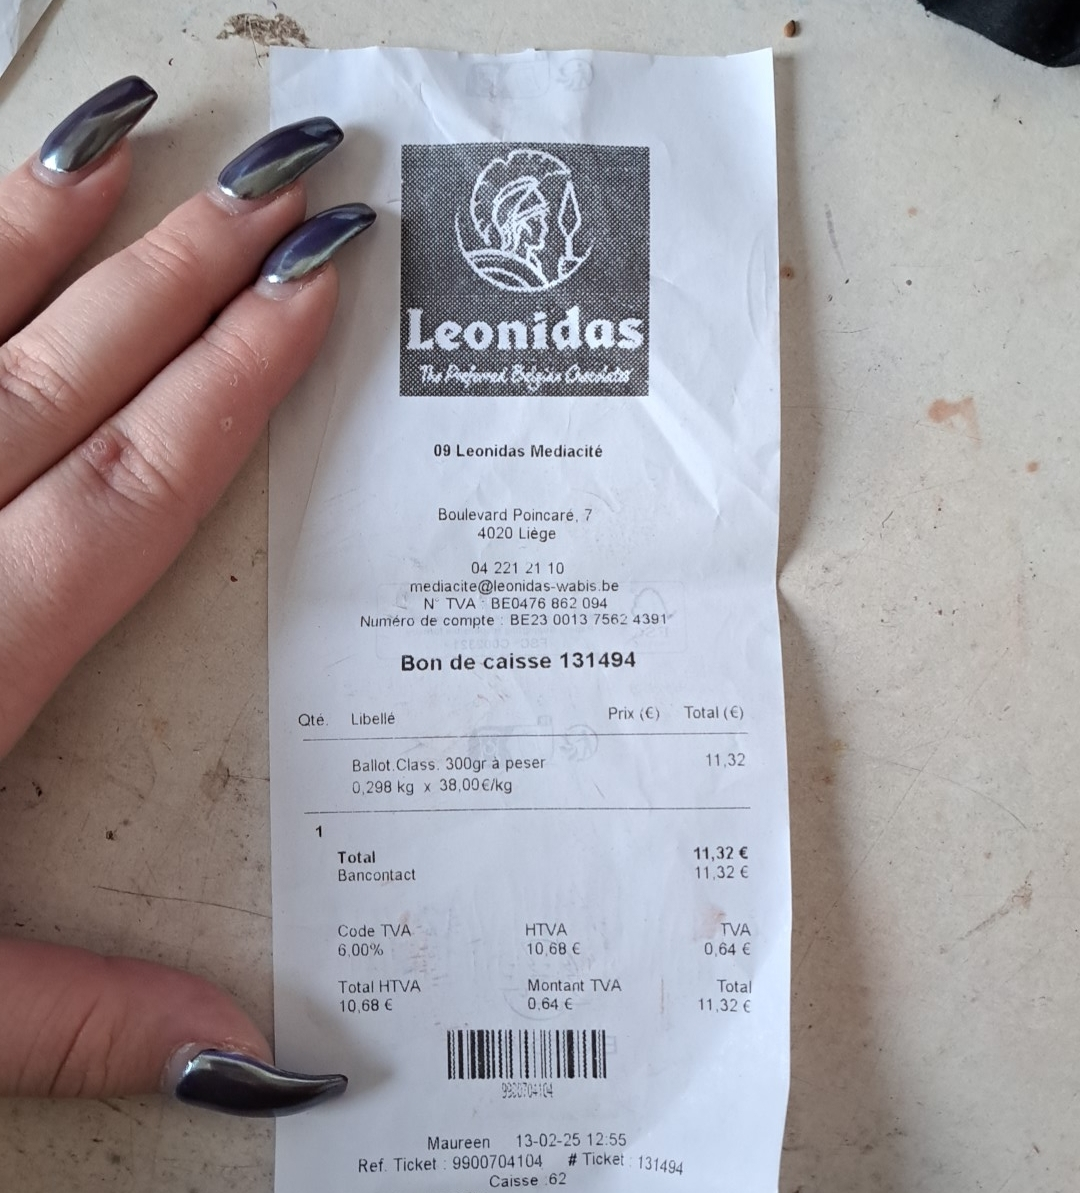 Leonidas
The Preferred Belgian Chocolates
09 Leonidas Mediacité
Boulevard Poincaré, 7
4020 Liège
04 221 21 10
mediacite@leonidas-wabis.be
N° TVA : BE0476 862 094
Numéro de compte : BE23 0013 7562 4391
Bon de caisse 131494
Qté. Libellé Prix (€) Total (€)
Ballot.Class. 300gr à peser 11,32
0,298 kg x 38,00€/kg
1
Total 11,32 €
Bancontact 11,32 €
Code TVA HTVA TVA
6,00% 10,68 € 0,64 €
Total HTVA Montant TVA Total
10,68 € 0,64 € 11,32 €
9900704104
Maureen 13-02-25 12:55
Ref. Ticket : 9900704104 # Ticket : 131494
Caisse :62